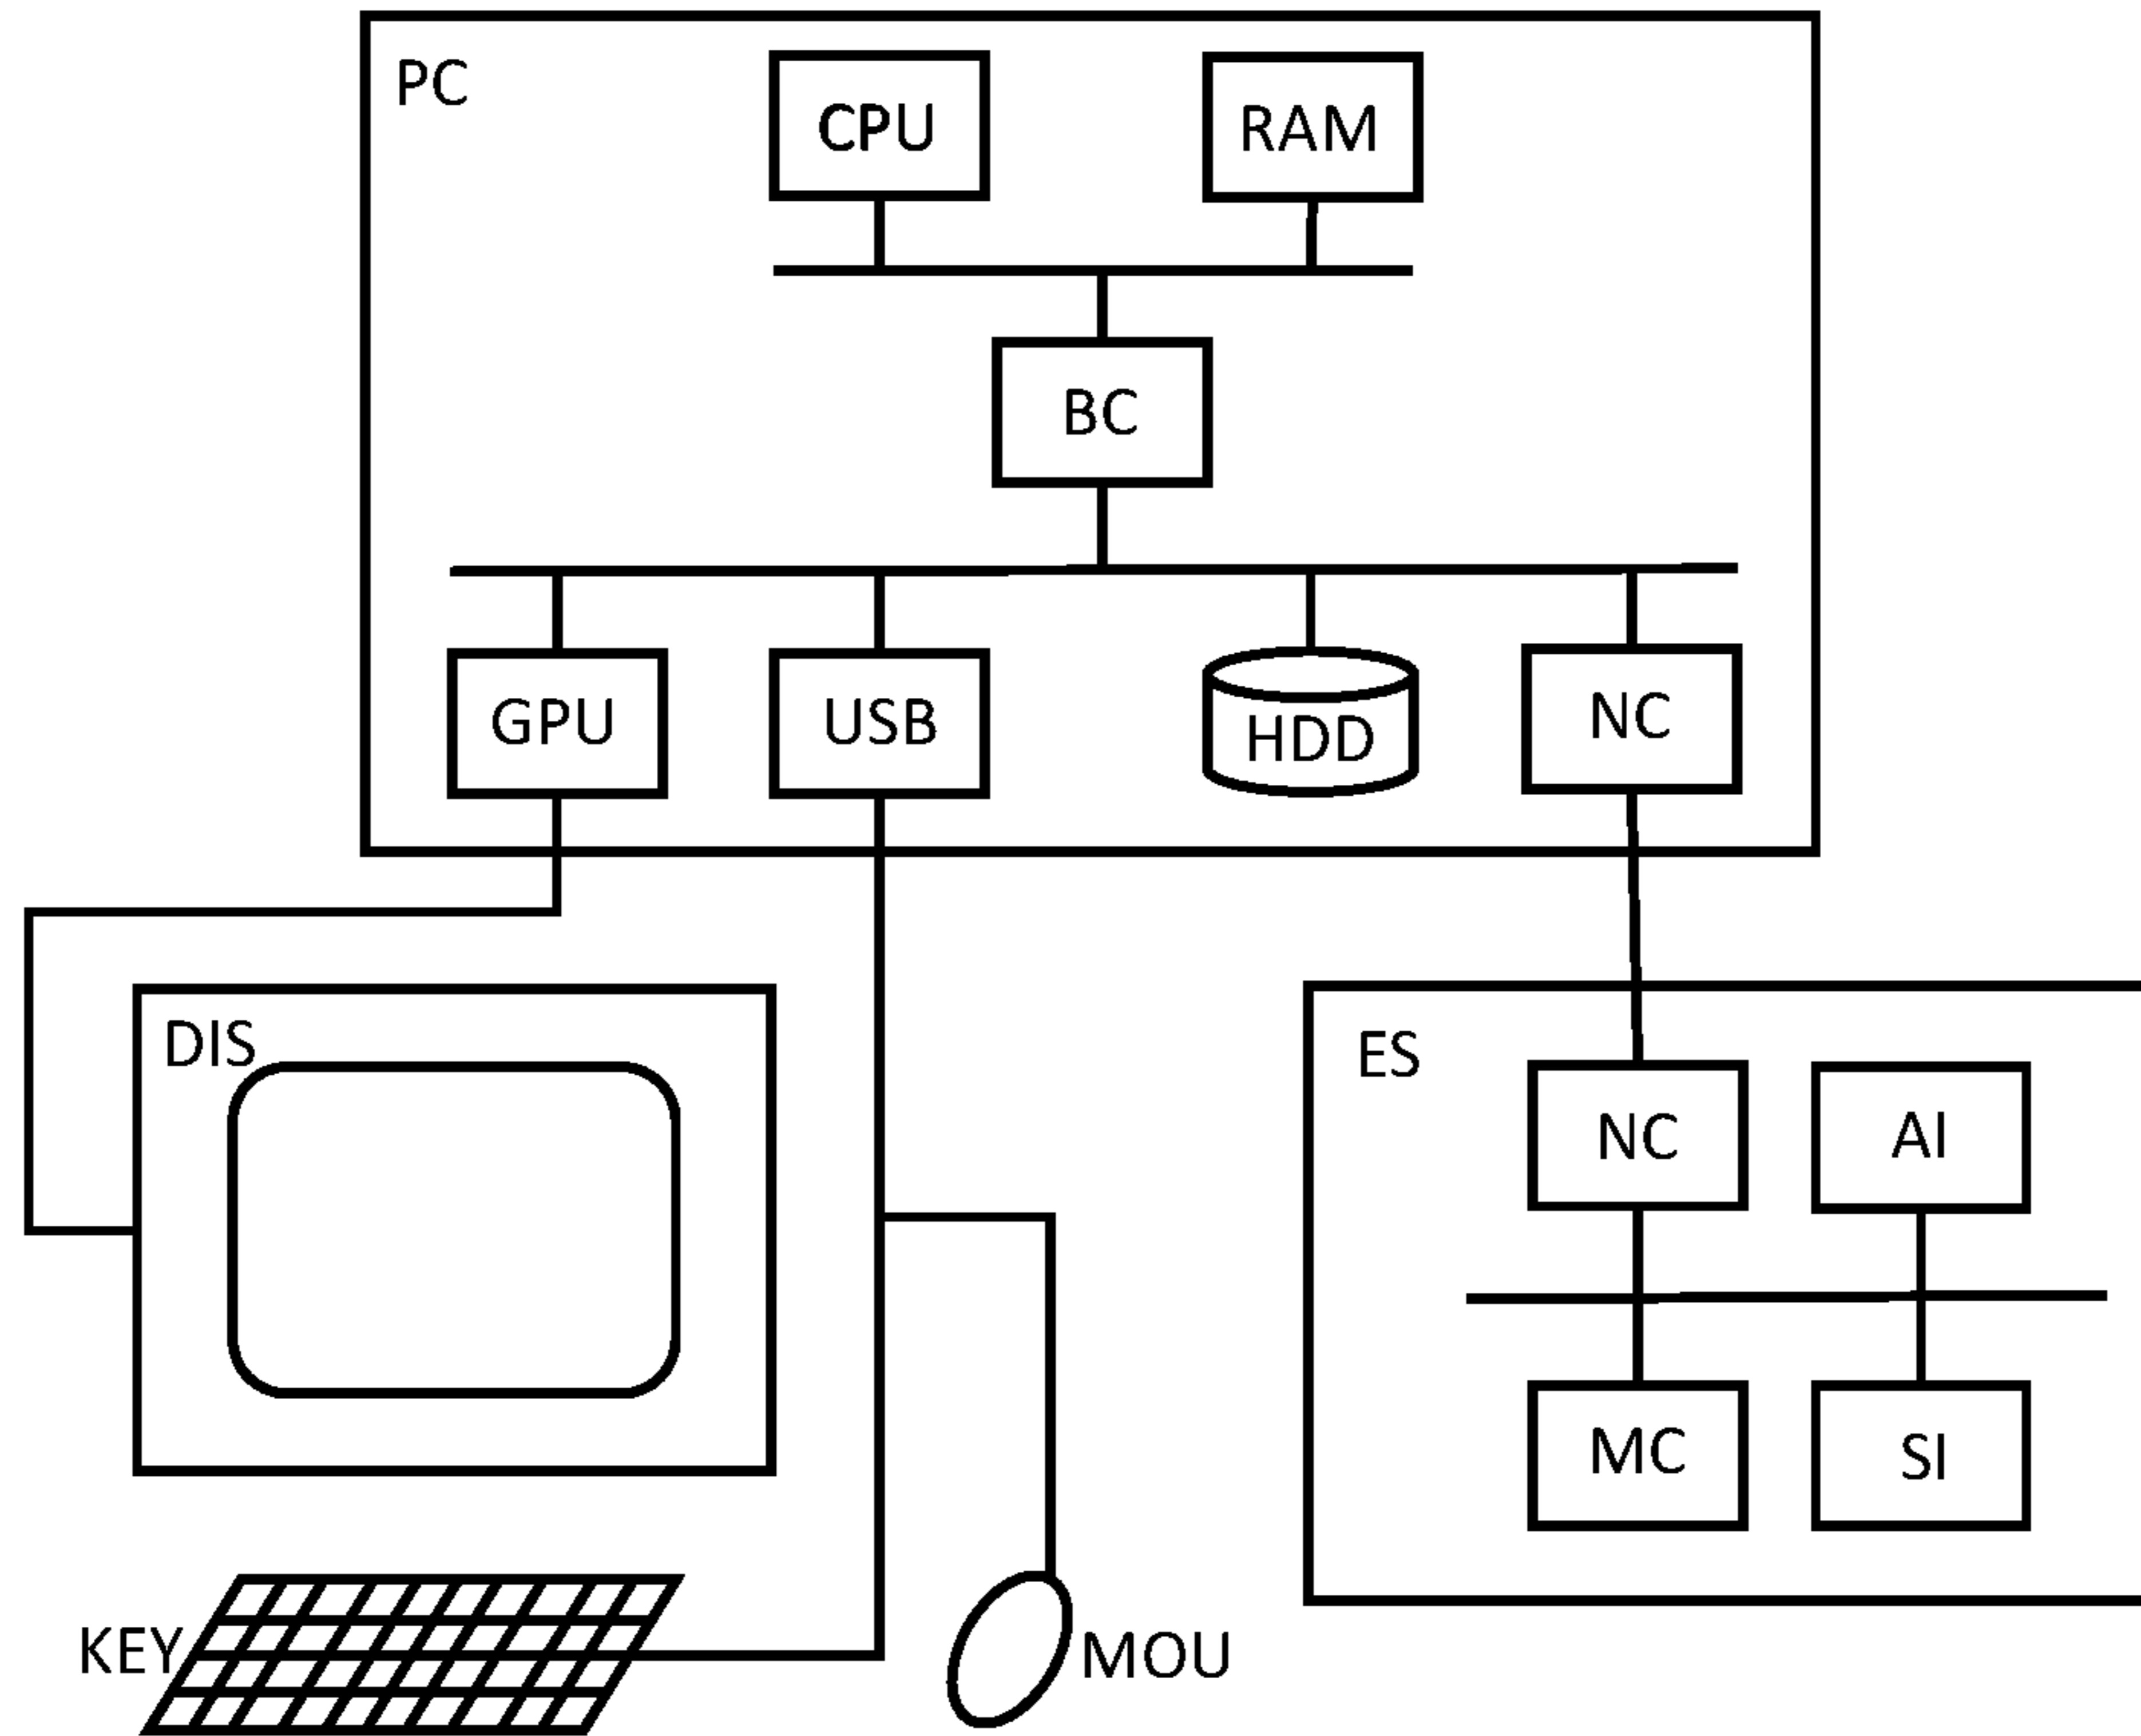 PC
CPU
RAM
BC
GPU
USB
HDD
NC
DIS
ES
NC
AI
MC
SI
KEY
MOU